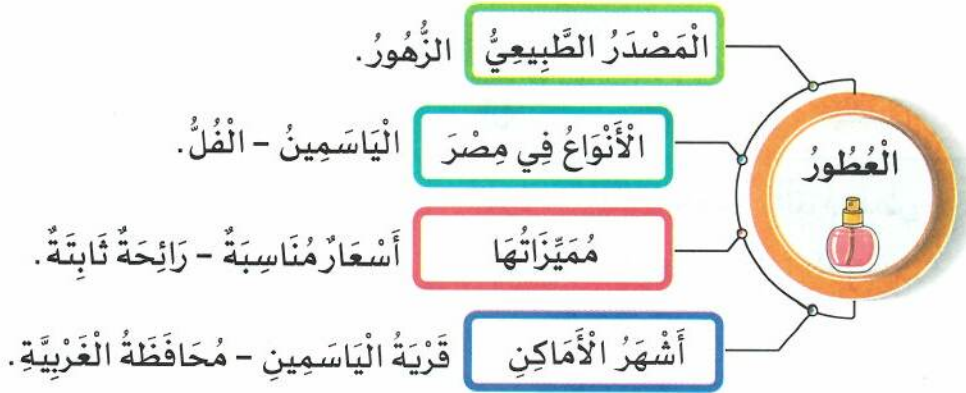 الْعُطُورُ
الْمَصْدَرُ الطَّبِيعِيُّ الزُّهُورُ.
الْأَنْوَاعُ فِي مِصْرَ الْيَاسَمِينُ – الْفُلُّ.
مُمَيِّزَاتُهَا أَسْعَارٌ مُنَاسِبَةٌ – رَائِحَةٌ ثَابِتَةٌ.
أَشْهَرُ الْأَمَاكِنِ قَرْيَةُ الْيَاسَمِينِ – مُحَافَظَةُ الْغَرْبِيَّةِ.